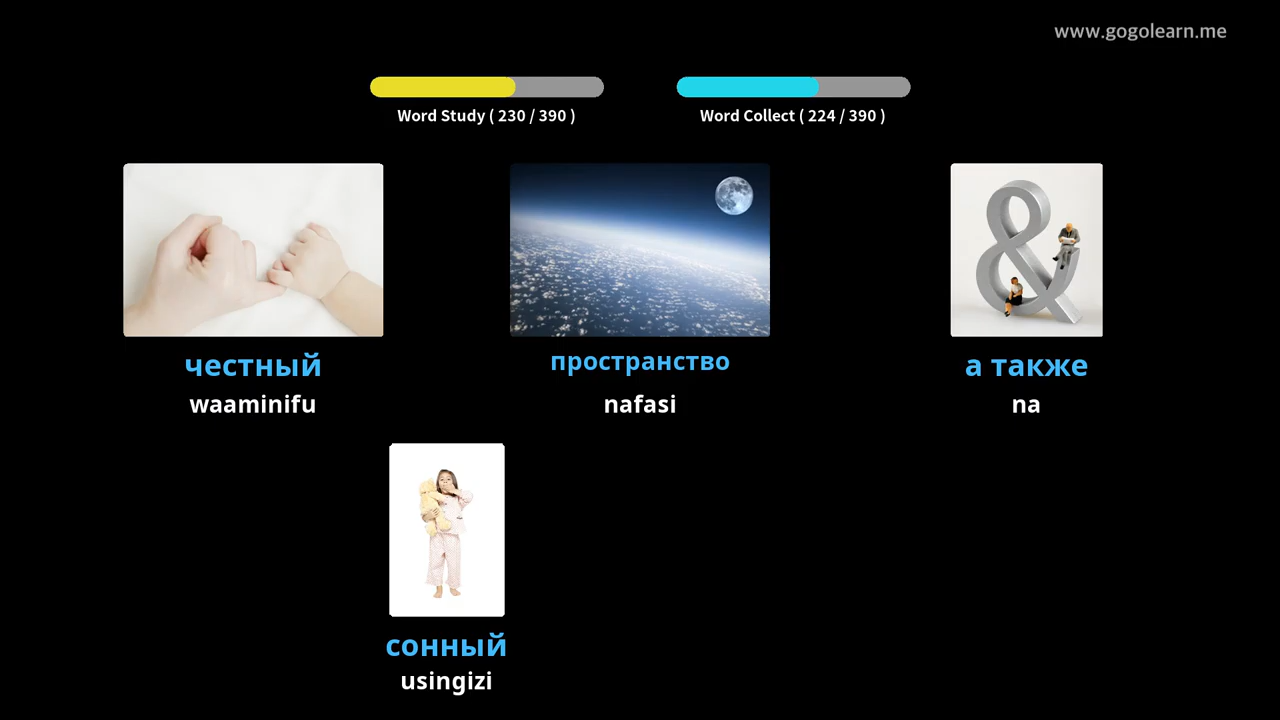 www.gogolearn.me
Word Study ( 230 / 390 )
Word Collect ( 224 / 390 )
честный
waaminifu
пространство
nafasi
а также
na
сонный
usingizi